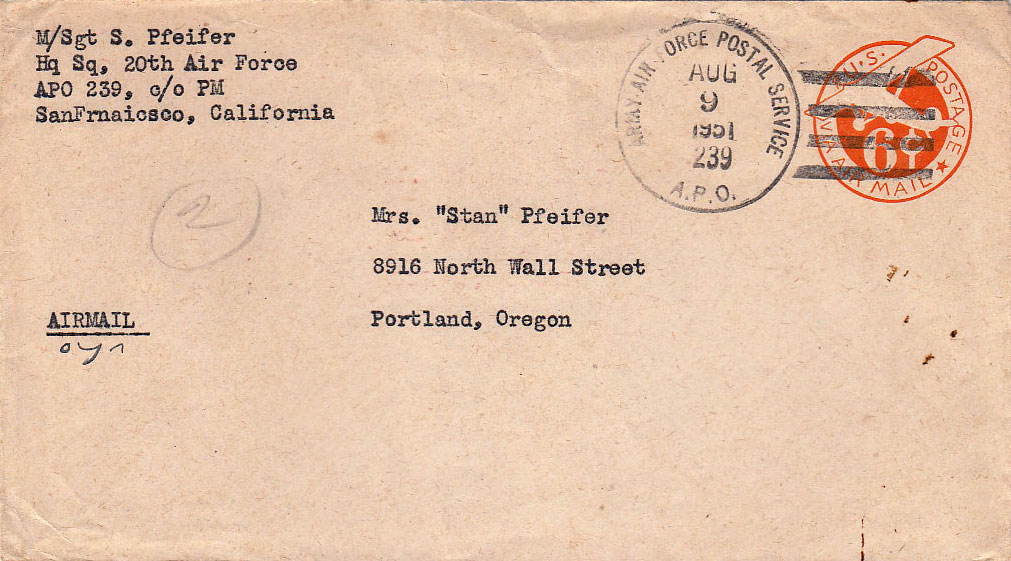 M/Sgt S. Pfeifer
Hq Sq, 20th Air Force
APO 239, c/o PM
SanFrnaicsco, California
ARMY-AIR FORCE POSTAL SERVICE
AUG
9
1951
239
A.P.O.
U.S. POSTAGE
6¢
VIA AIR MAIL
2
Mrs. "Stan" Pfeifer
8916 North Wall Street
Portland, Oregon
AIRMAIL